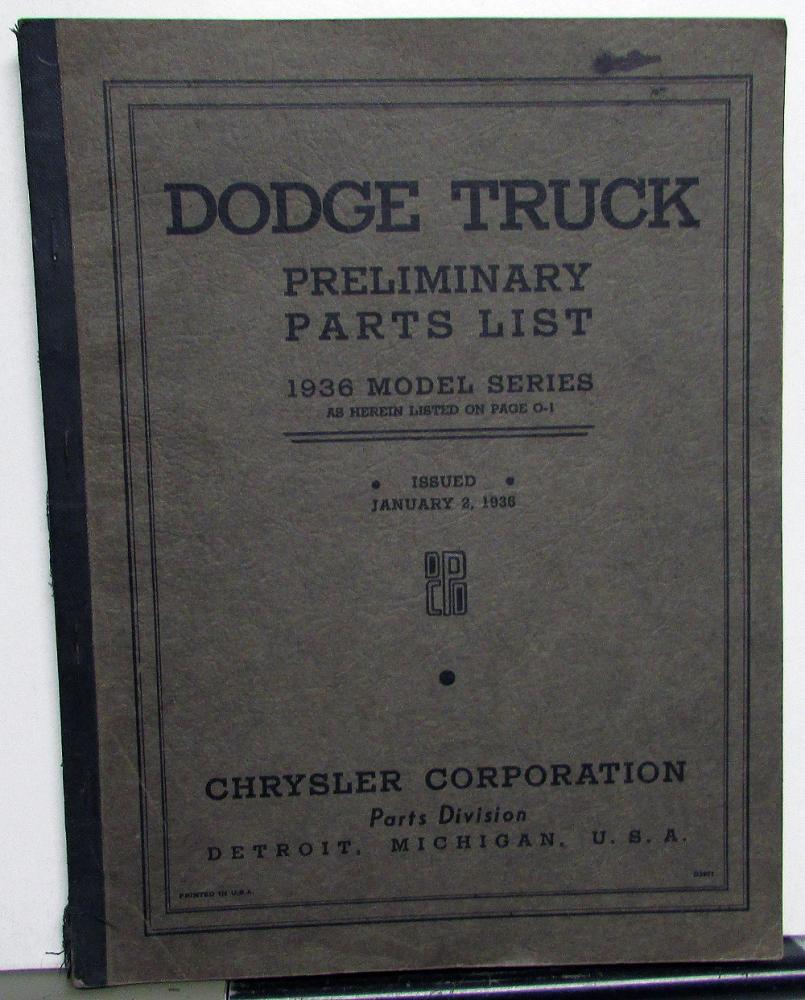 DODGE TRUCK
PRELIMINARY
PARTS LIST
1936 MODEL SERIES
AS HEREIN LISTED ON PAGE O-1
• ISSUED •
JANUARY 2, 1936
CHRYSLER CORPORATION
Parts Division
DETROIT, MICHIGAN, U. S. A.
PRINTED IN U.S.A.